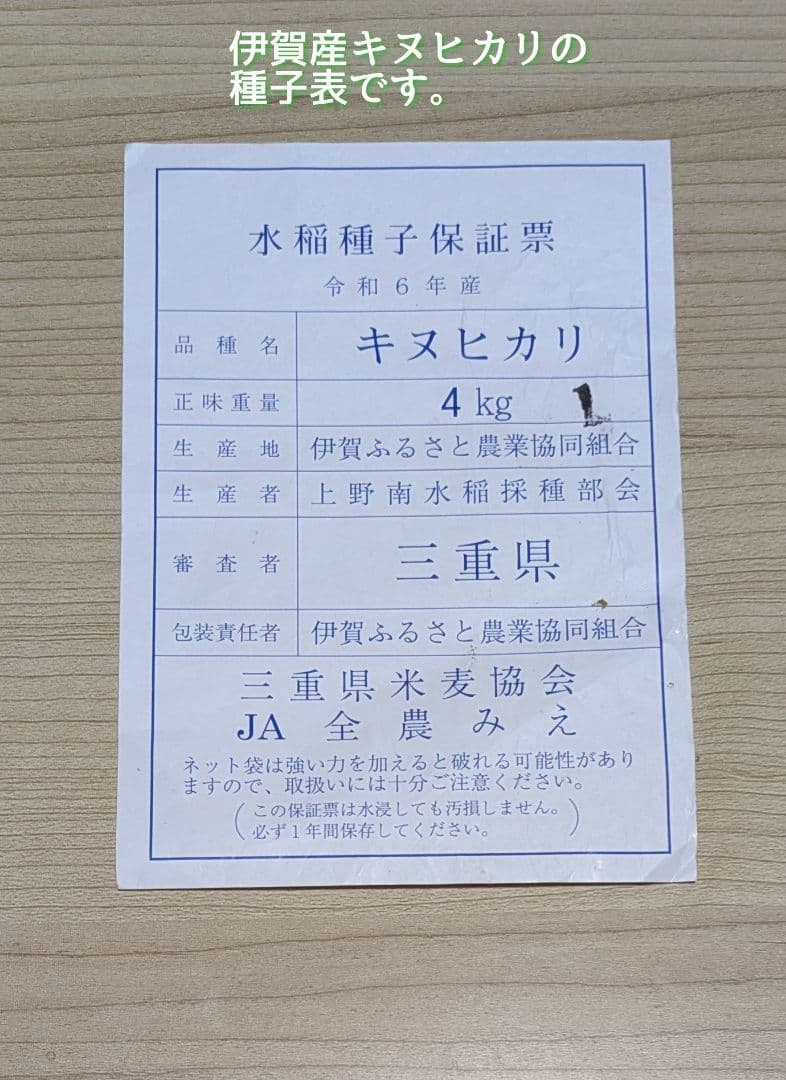 伊賀産キヌヒカリの
種子表です。
水稲種子保証票
令和6年産
品種名 キヌヒカリ
正味重量 4kg 1
生産地 伊賀ふるさと農業協同組合
生産者 上野南水稲採種部会
審査者 三重県
包装責任者 伊賀ふるさと農業協同組合
三重県米麦協会
JA 全農みえ
ネット袋は強い力を加えると破れる可能性があり
ますので、取扱いには十分ご注意ください。
(この保証票は水浸しても汚損しません。
必ず1年間保存してください。)